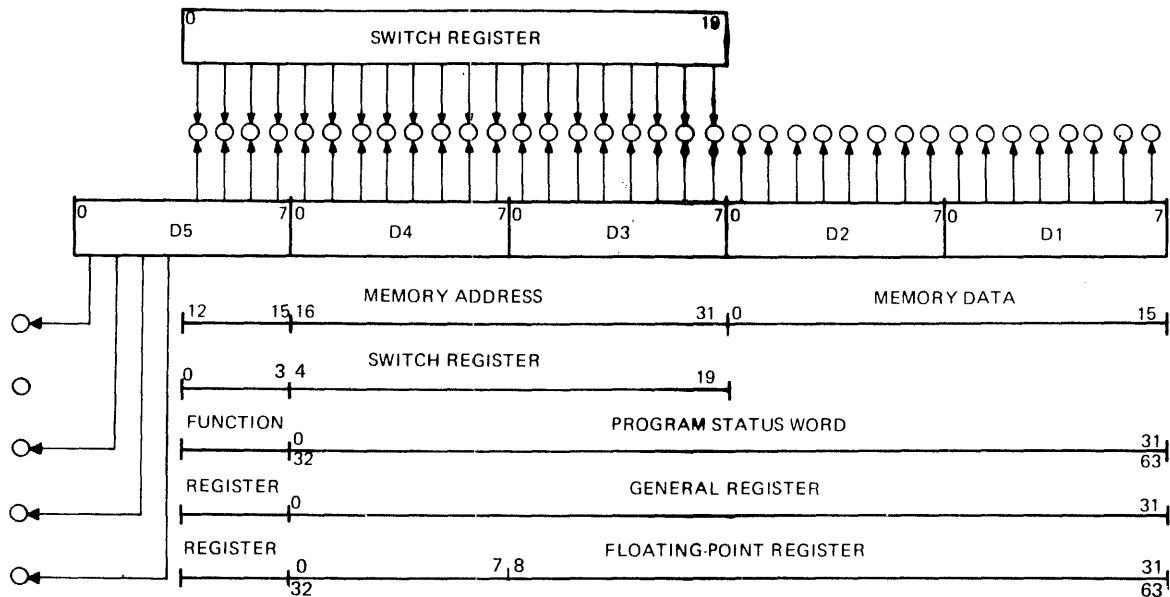 0 19
SWITCH REGISTER
0 7 0 7 0 7 0 7 0 7
D5 D4 D3 D2 D1
MEMORY ADDRESS MEMORY DATA
12 15 16 31 0 15
SWITCH REGISTER
0 3 4 19
FUNCTION PROGRAM STATUS WORD
0 31
32 63
REGISTER GENERAL REGISTER
0 31
REGISTER FLOATING-POINT REGISTER
0 7 8 31
32 63